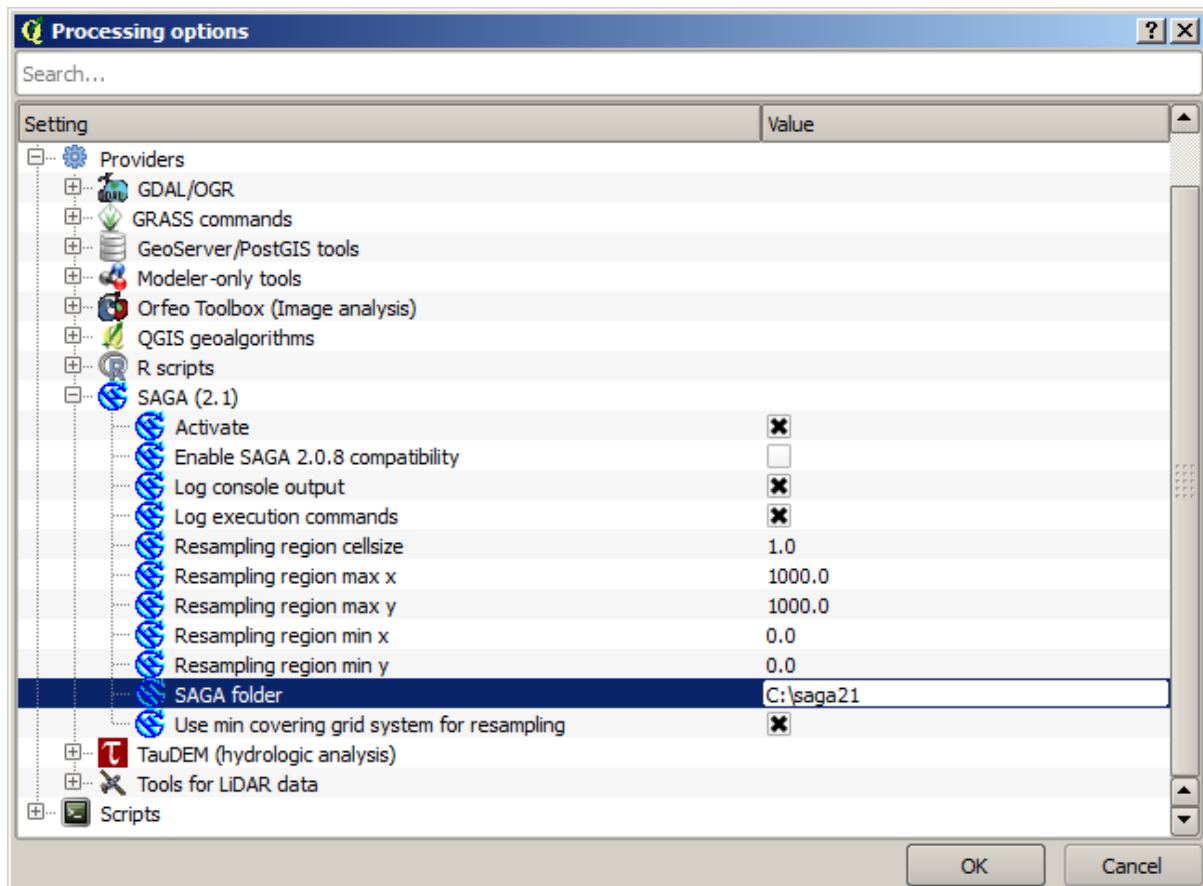 Processing options
Search...
Setting Value
Providers
GDAL/OGR
GRASS commands
GeoServer/PostGIS tools
Modeler-only tools
Orfeo Toolbox (Image analysis)
QGIS geoalgorithms
R scripts
SAGA (2.1)
Activate
Enable SAGA 2.0.8 compatibility
Log console output
Log execution commands
Resampling region cellsize 1.0
Resampling region max x 1000.0
Resampling region max y 1000.0
Resampling region min x 0.0
Resampling region min y 0.0
SAGA folder C:\saga21
Use min covering grid system for resampling
TauDEM (hydrologic analysis)
Tools for LiDAR data
Scripts
OK Cancel